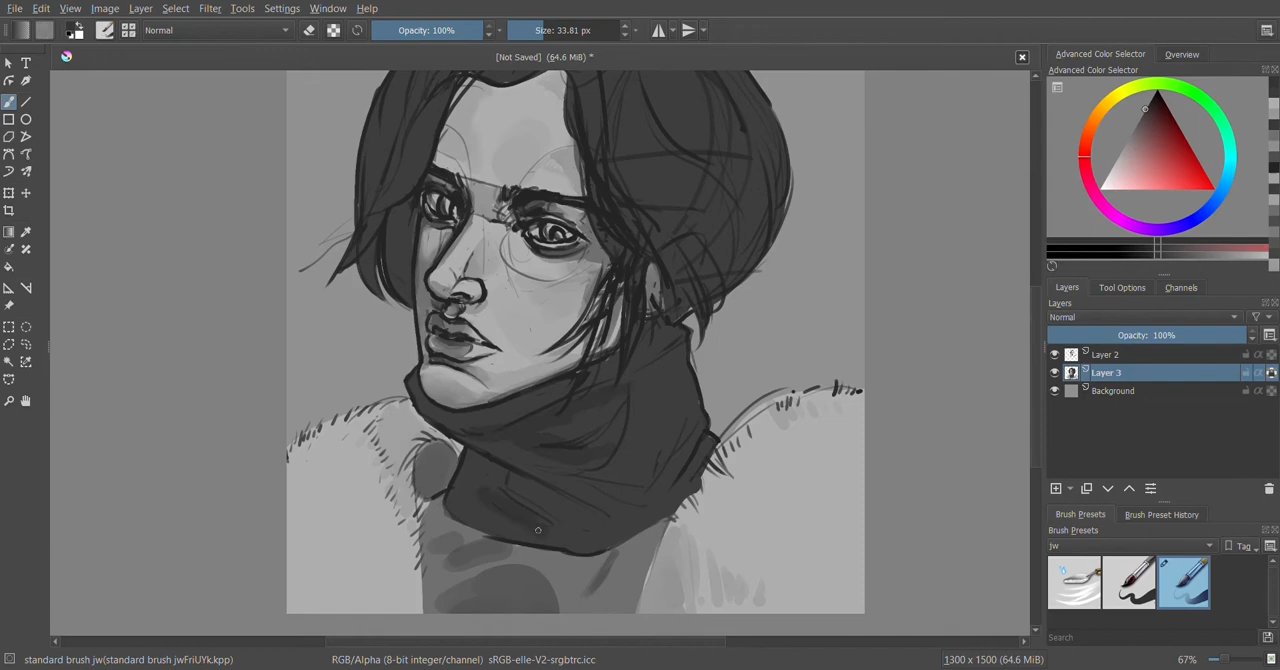 File Edit View Image Layer Select Filter Tools Settings Window Help
Normal Opacity: 100% Size: 33.81 px
[Not Saved] (64.6 MiB) *
Advanced Color Selector Overview
Advanced Color Selector
Layers Tool Options Channels
Layers
Normal
Opacity: 100%
Layer 2
Layer 3
Background
Brush Presets Brush Preset History
Brush Presets
jw Tag
Search
standard brush jw(standard brush jwFriUYk.kpp) RGB/Alpha (8-bit integer/channel) sRGB-elle-V2-srgbtrc.icc 1300 x 1500 (64.6 MiB) 67%